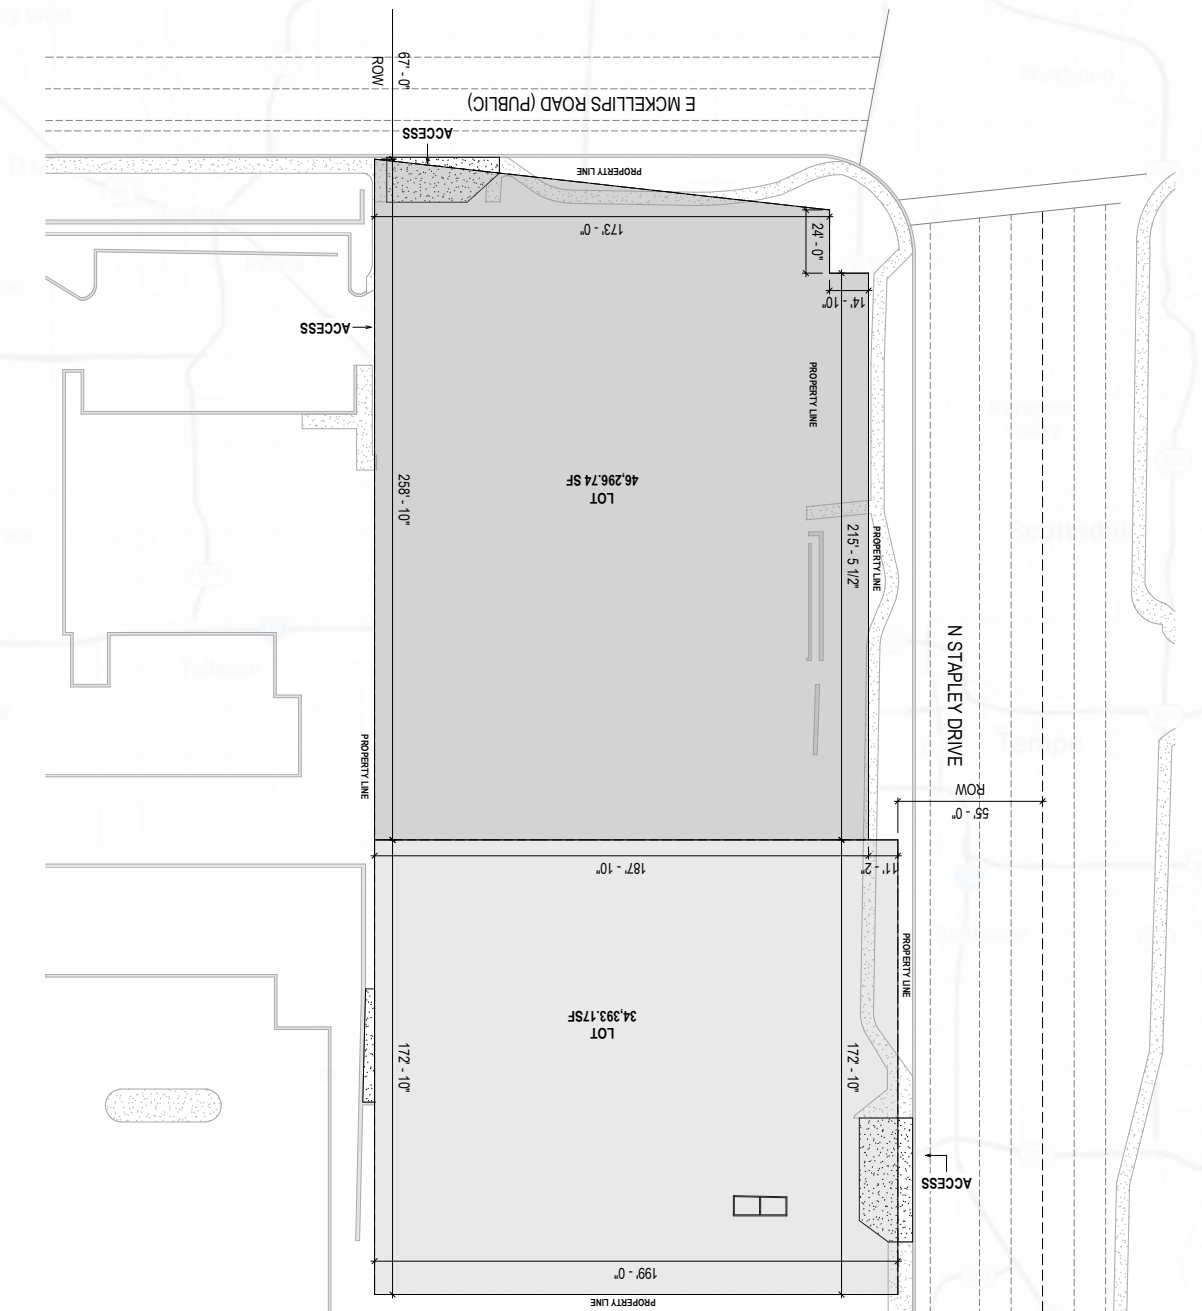 67' - 0"
ROW
E MCKELLIPS ROAD (PUBLIC)
ACCESS
PROPERTY LINE
173' - 0"
24' - 0"
14' - 10"
ACCESS
PROPERTY LINE
LOT
46,296.74 SF
258' - 10"
215' - 5 1/2"
PROPERTY LINE
N STAPLEY DRIVE
PROPERTY LINE
55' - 0"
ROW
187' - 10"
11' - 2"
PROPERTY LINE
LOT
34,393.17SF
172' - 10"
172' - 10"
ACCESS
199' - 0"
PROPERTY LINE
Scottsdale
Tempe
Tolleson